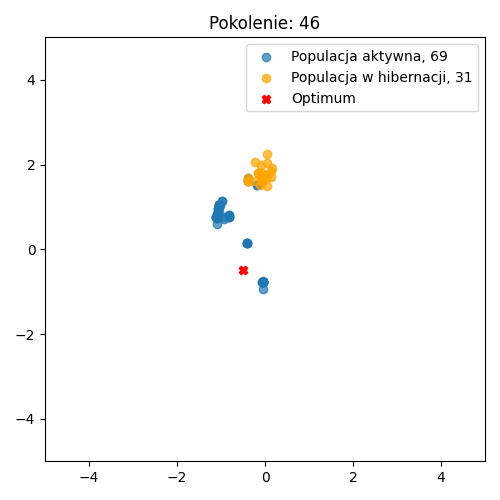 Pokolenie: 46
Populacja aktywna, 69
Populacja w hibernacji, 31
Optimum
4
2
0
−2
−4
−4
−2
0
2
4